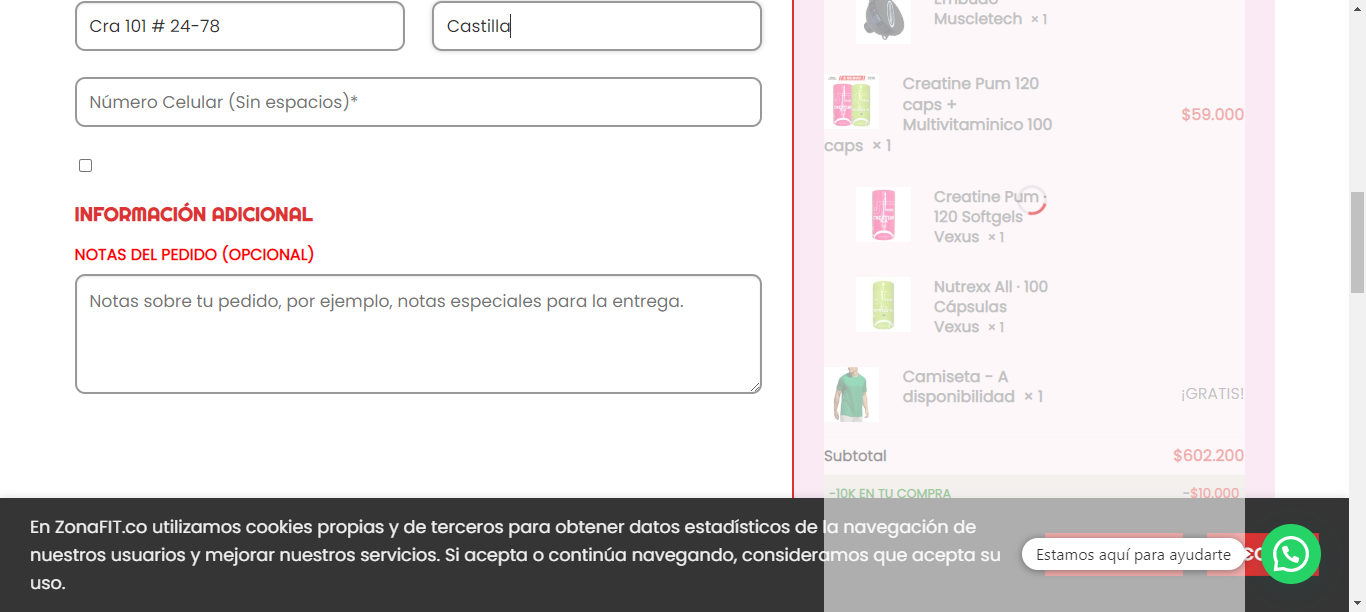 Cra 101 # 24-78
Castilla
Número Celular (Sin espacios)*
INFORMACIÓN ADICIONAL
NOTAS DEL PEDIDO (OPCIONAL)
Notas sobre tu pedido, por ejemplo, notas especiales para la entrega.
Embudo
Muscletech × 1
Creatine Pum 120
caps +
Multivitaminico 100
caps × 1
$59.000
Creatine Pum ·
120 Softgels
Vexus × 1
Nutrexx All · 100
Cápsulas
Vexus × 1
Camiseta - A
disponibilidad × 1
¡GRATIS!
Subtotal
$602.200
-10K EN TU COMPRA
-$10.000
En ZonaFIT.co utilizamos cookies propias y de terceros para obtener datos estadísticos de la navegación de
nuestros usuarios y mejorar nuestros servicios. Si acepta o continúa navegando, consideramos que acepta su
uso.
Estamos aquí para ayudarte